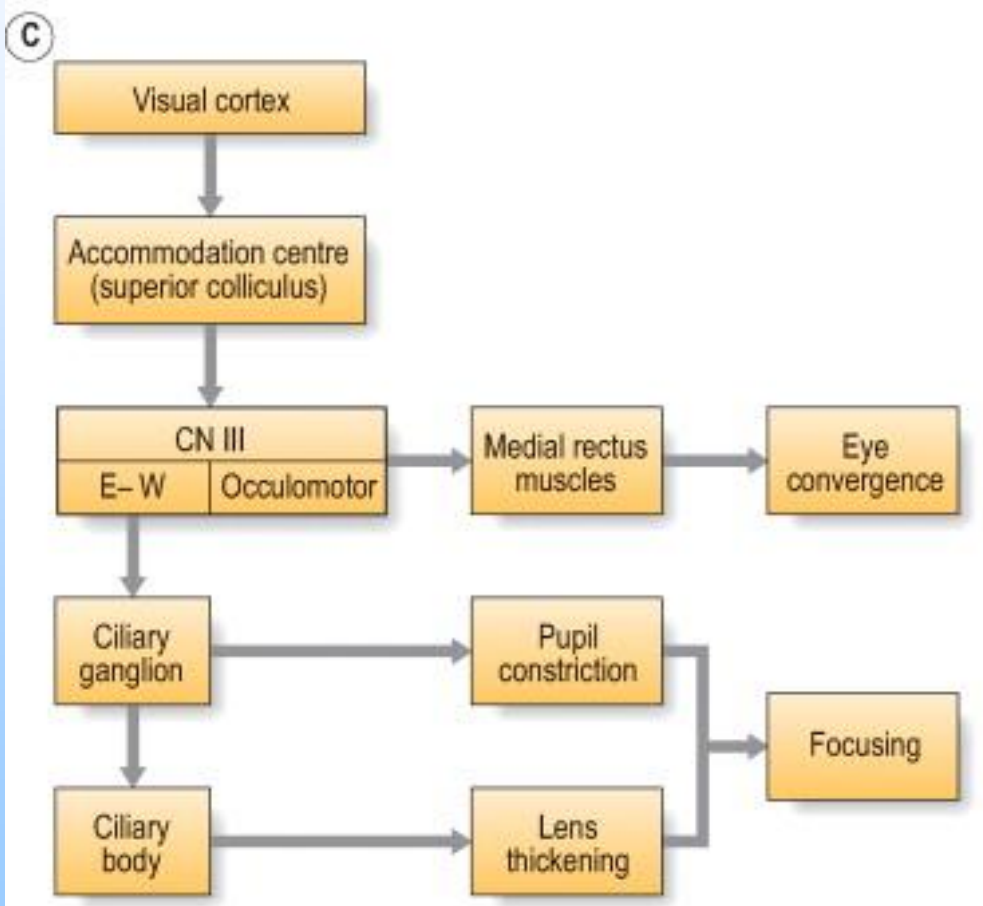 C
Visual cortex
Accommodation centre
(superior colliculus)
CN III
E– W
Occulomotor
Medial rectus
muscles
Eye
convergence
Ciliary
ganglion
Pupil
constriction
Focusing
Ciliary
body
Lens
thickening